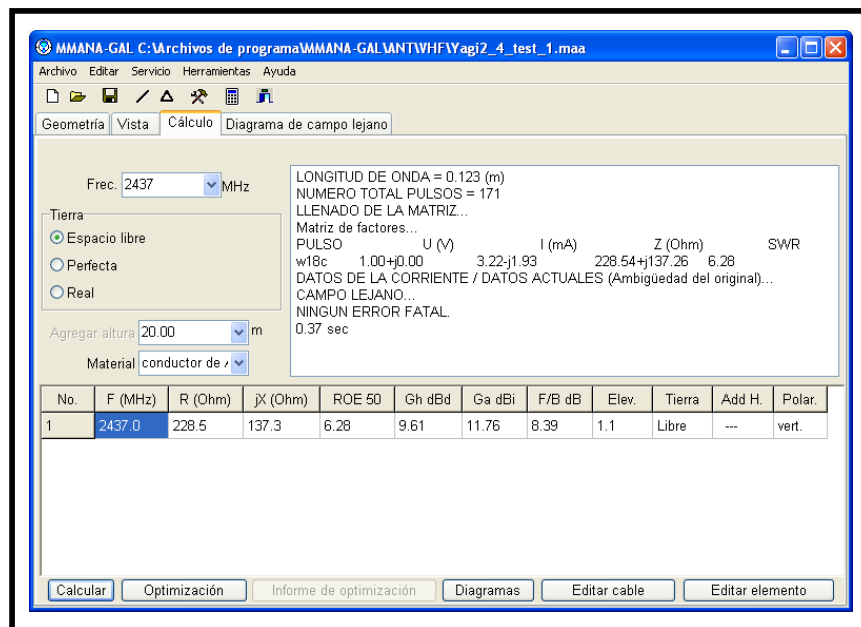 MMANA-GAL C:\Archivos de programa\MMANA-GAL\ANT\VHF\Yagi2_4_test_1.maa
Archivo Editar Servicio Herramientas Ayuda
Geometría Vista Cálculo Diagrama de campo lejano
Frec. 2437 MHz
Tierra
Espacio libre
Perfecta
Real
Agregar altura 20.00 m
Material conductor de
LONGITUD DE ONDA = 0.123 (m)
NUMERO TOTAL PULSOS = 171
LLENADO DE LA MATRIZ...
Matriz de factores...
PULSO U (V) I (mA) Z (Ohm) SWR
w18c 1.00+j0.00 3.22-j1.93 228.54+j137.26 6.28
DATOS DE LA CORRIENTE / DATOS ACTUALES (Ambigüedad del original)...
CAMPO LEJANO...
NINGUN ERROR FATAL.
0.37 sec
No. F (MHz) R (Ohm) jX (Ohm) ROE 50 Gh dBd Ga dBi F/B dB Elev. Tierra Add H. Polar.
1 2437.0 228.5 137.3 6.28 9.61 11.76 8.39 1.1 Libre --- vert.
Calcular Optimización Informe de optimización Diagramas Editar cable Editar elemento